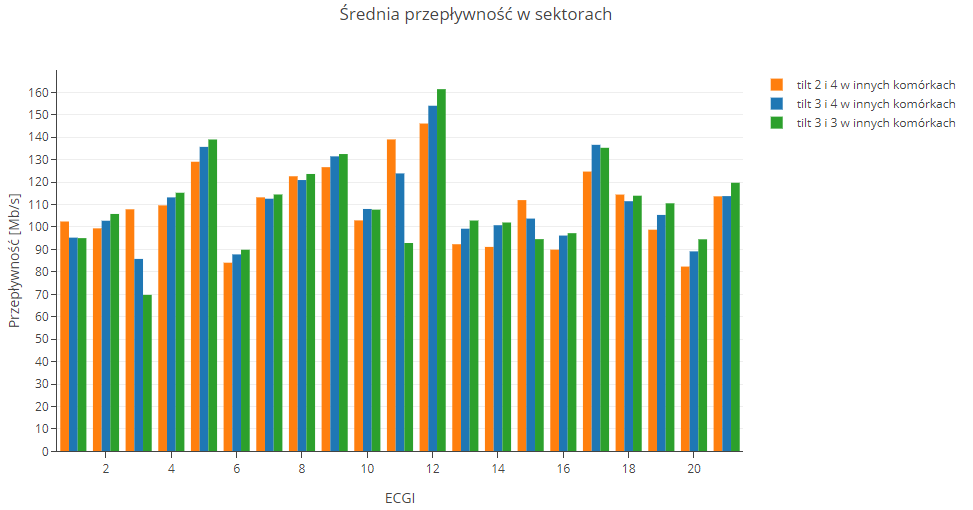 Średnia przepływność w sektorach
tilt 2 i 4 w innych komórkach
tilt 3 i 4 w innych komórkach
tilt 3 i 3 w innych komórkach
Przepływność [Mb/s]
160
150
140
130
120
110
100
90
80
70
60
50
40
30
20
10
0
2 4 6 8 10 12 14 16 18 20
ECGI